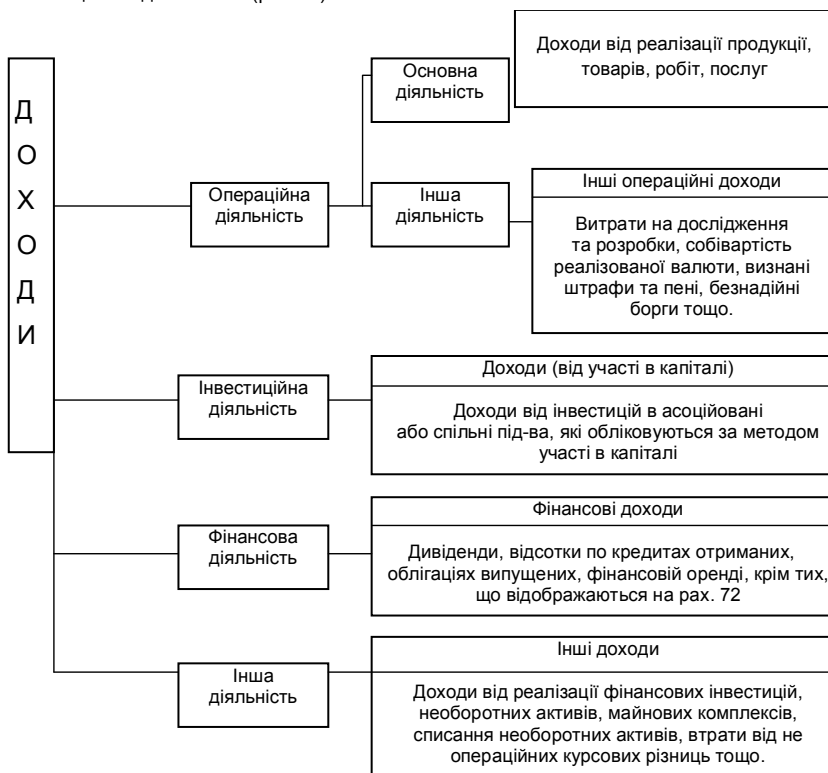 Д
О
Х
О
Д
И
Операційна
діяльність
Основна
діяльність
Доходи від реалізації продукції,
товарів, робіт, послуг
Інша
діяльність
Інші операційні доходи
Витрати на дослідження
та розробки, собівартість
реалізованої валюти, визнані
штрафи та пені, безнадійні
борги тощо.
Інвестиційна
діяльність
Доходи (від участі в капіталі)
Доходи від інвестицій в асоційовані
або спільні під-ва, які обліковуються за методом
участі в капіталі
Фінансова
діяльність
Фінансові доходи
Дивіденди, відсотки по кредитах отриманих,
облігаціях випущених, фінансовій оренді, крім тих,
що відображаються на рах. 72
Інша
діяльність
Інші доходи
Доходи від реалізації фінансових інвестицій,
необоротних активів, майнових комплексів,
списання необоротних активів, втрати від не
операційних курсових різниць тощо.